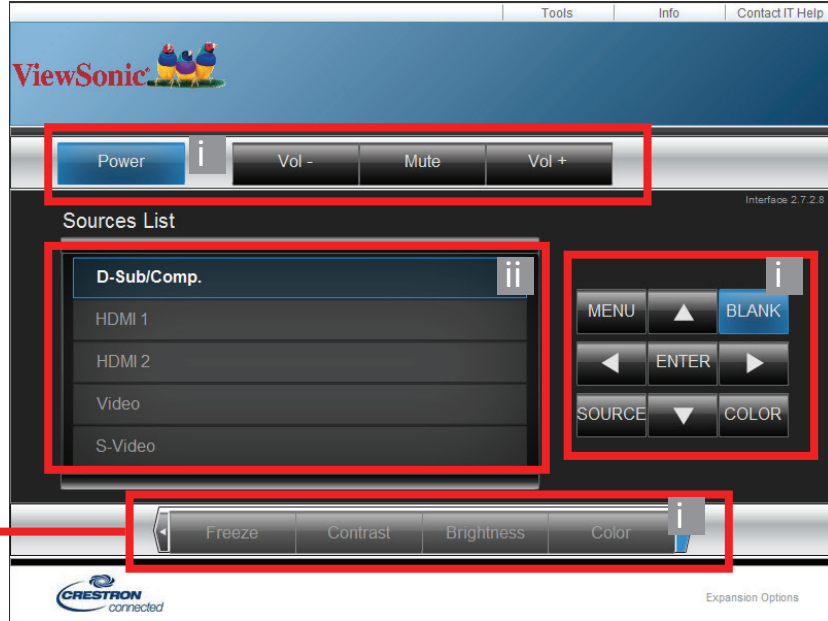 Tools Info Contact IT Help
ViewSonic
Power i Vol - Mute Vol +
Interface 2.7.2.8
Sources List
D-Sub/Comp. ii
i
HDMI 1
HDMI 2
Video
S-Video
MENU BLANK
ENTER
SOURCE COLOR
Freeze Contrast Brightness Color i
CRESTRON
connected
Expansion Options